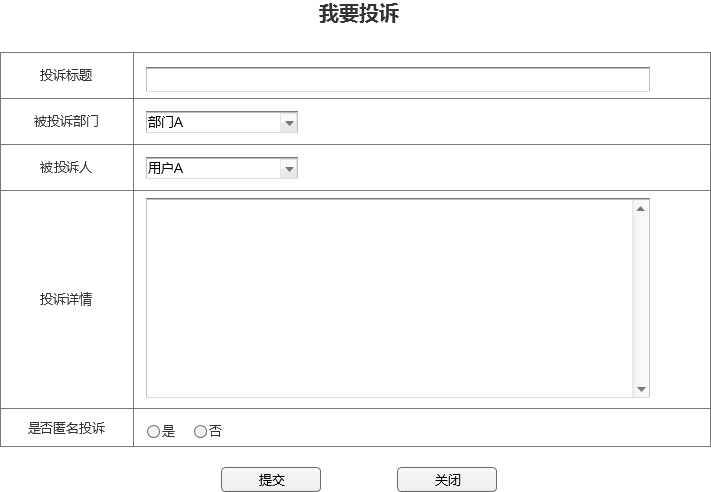 我要投诉
投诉标题
被投诉部门 部门A
被投诉人 用户A
投诉详情
是否匿名投诉 是 否
提交 关闭